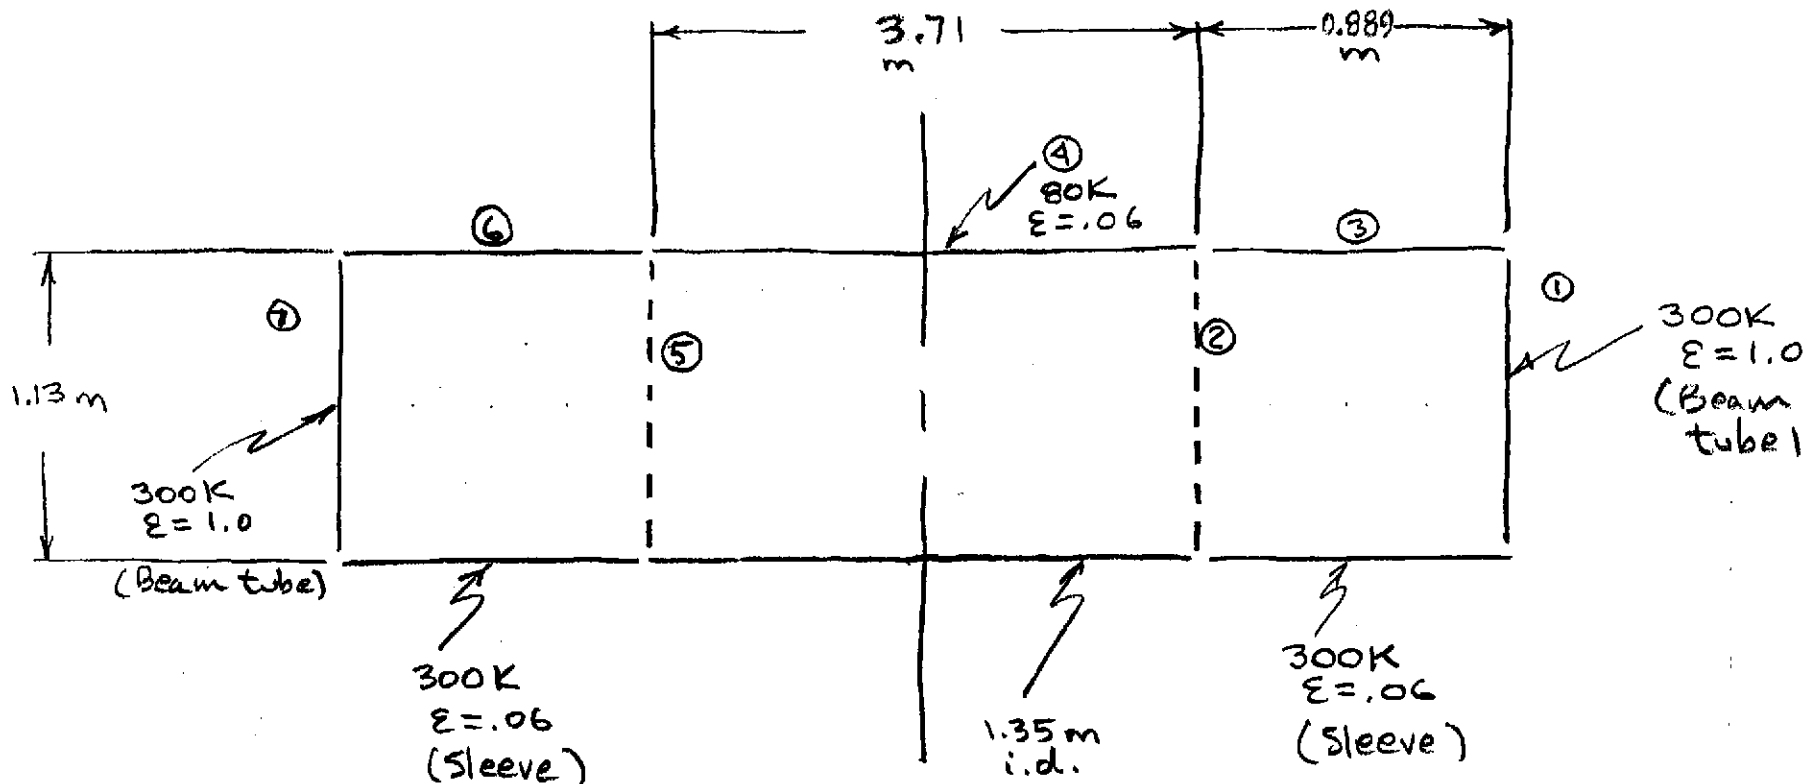 3.71
m
0.889
m
④
80K
ε=.06
⑥
③
①
300K
ε=1.0
(Beam
tube)
⑦
⑤
②
1.13 m
300K
ε=1.0
(Beam tube)
300K
ε=.06
(Sleeve)
1.35 m
i.d.
300K
ε=.06
(Sleeve)